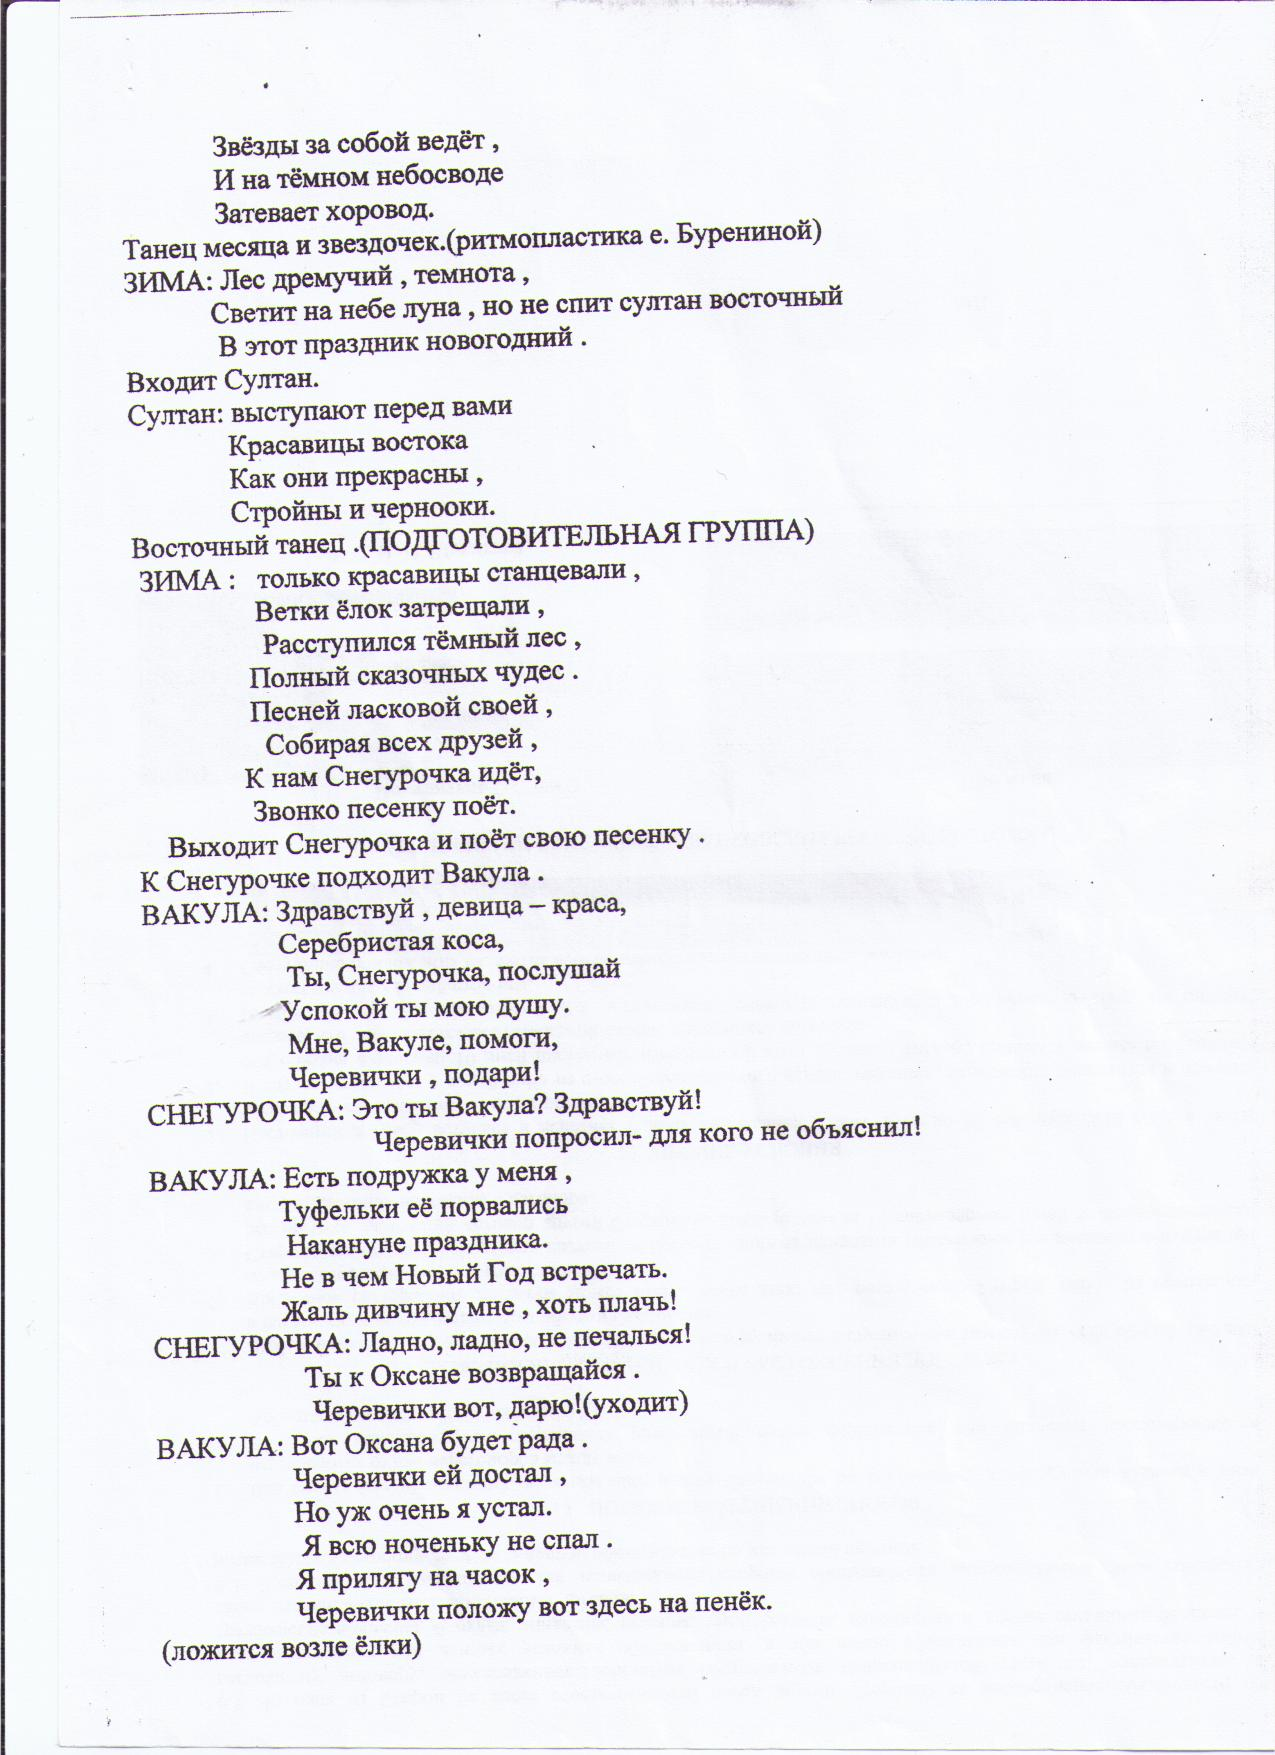 Звёзды за собой ведёт ,
И на тёмном небосводе
Затевает хоровод.
Танец месяца и звездочек.(ритмопластика е. Бурениной)
ЗИМА: Лес дремучий , темнота ,
Светит на небе луна , но не спит султан восточный
В этот праздник новогодний .
Входит Султан.
Султан: выступают перед вами
Красавицы востока
Как они прекрасны ,
Стройны и чернооки.
Восточный танец .(ПОДГОТОВИТЕЛЬНАЯ ГРУППА)
ЗИМА : только красавицы станцевали ,
Ветки ёлок затрещали ,
Расступился тёмный лес ,
Полный сказочных чудес .
Песней ласковой своей ,
Собирая всех друзей ,
К нам Снегурочка идёт,
Звонко песенку поёт.
Выходит Снегурочка и поёт свою песенку .
К Снегурочке подходит Вакула .
ВАКУЛА: Здравствуй , девица – краса,
Серебристая коса,
Ты, Снегурочка, послушай
Успокой ты мою душу.
Мне, Вакуле, помоги,
Черевички , подари!
СНЕГУРОЧКА: Это ты Вакула? Здравствуй!
Черевички попросил- для кого не объяснил!
ВАКУЛА: Есть подружка у меня ,
Туфельки её порвались
Накануне праздника.
Не в чем Новый Год встречать.
Жаль дивчину мне , хоть плачь!
СНЕГУРОЧКА: Ладно, ладно, не печалься!
Ты к Оксане возвращайся .
Черевички вот, дарю!(уходит)
ВАКУЛА: Вот Оксана будет рада .
Черевички ей достал ,
Но уж очень я устал.
Я всю ноченьку не спал .
Я прилягу на часок ,
Черевички положу вот здесь на пенёк.
(ложится возле ёлки)